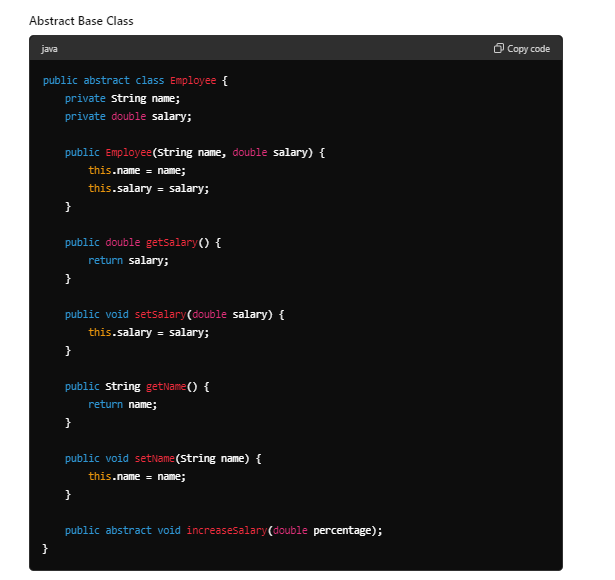 Abstract Base Class
java
Copy code
public abstract class Employee {
    private String name;
    private double salary;

    public Employee(String name, double salary) {
        this.name = name;
        this.salary = salary;
    }

    public double getSalary() {
        return salary;
    }

    public void setSalary(double salary) {
        this.salary = salary;
    }

    public String getName() {
        return name;
    }

    public void setName(String name) {
        this.name = name;
    }

    public abstract void increaseSalary(double percentage);
}